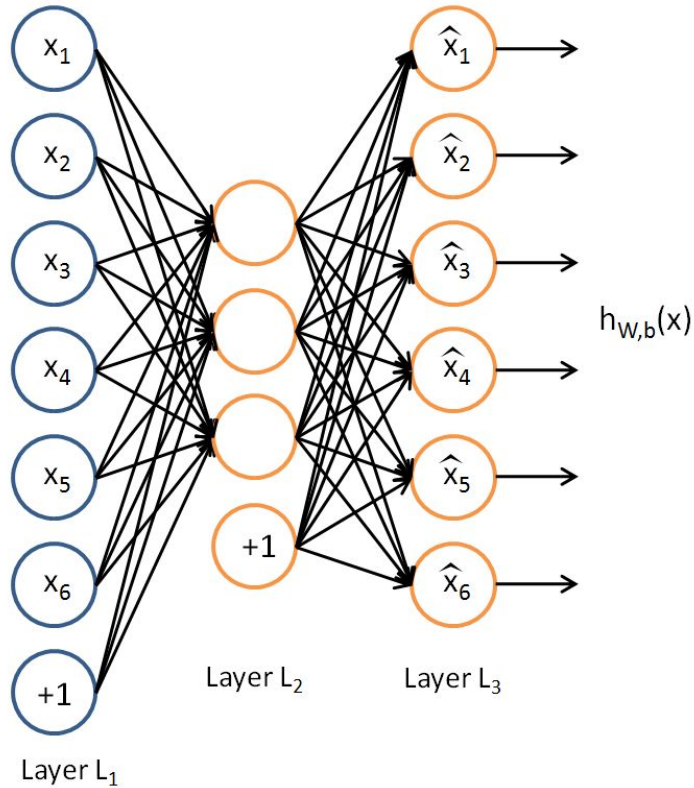 x₁
x₂
x₃
x₄
x₅
x₆
+1
Layer L₁
+1
Layer L₂
x̂₁
x̂₂
x̂₃
x̂₄
x̂₅
x̂₆
Layer L₃
h_W,b(x)